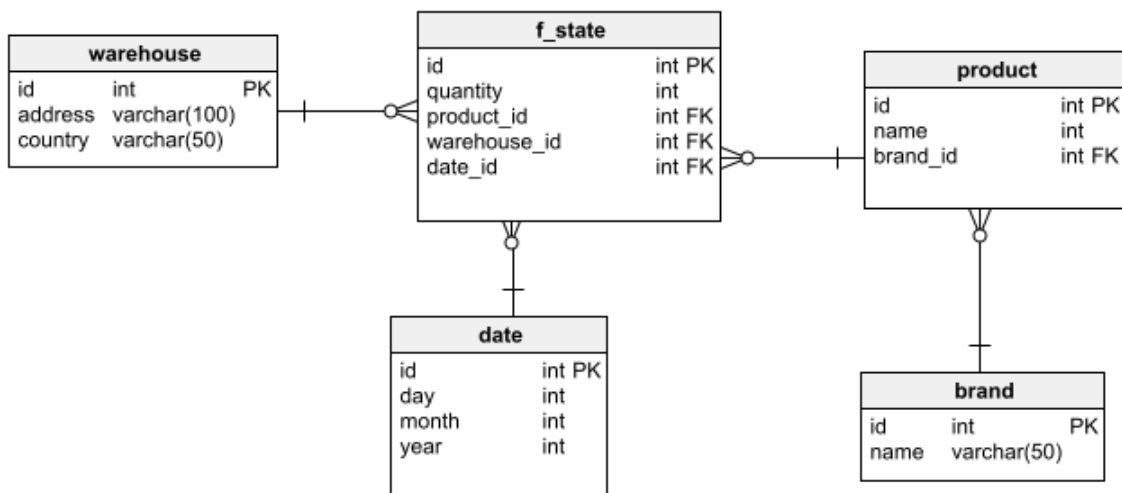 warehouse
id int PK
address varchar(100)
country varchar(50)
f_state
id int PK
quantity int
product_id int FK
warehouse_id int FK
date_id int FK
product
id int PK
name int
brand_id int FK
date
id int PK
day int
month int
year int
brand
id int PK
name varchar(50)